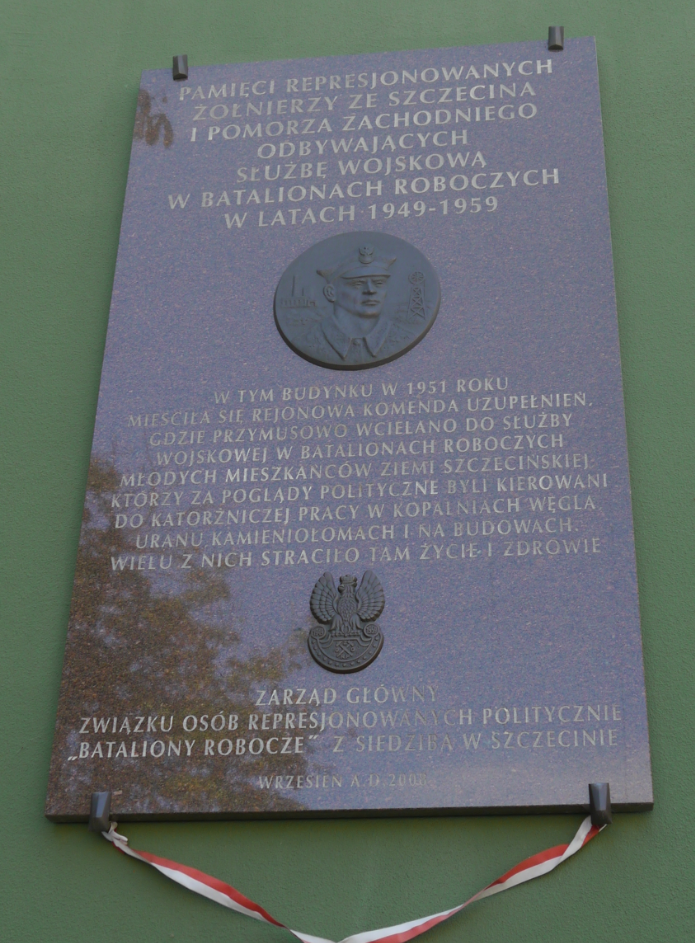 PAMIĘCI REPRESJONOWANYCH
ŻOŁNIERZY ZE SZCZECINA
I POMORZA ZACHODNIEGO
ODBYWAJĄCYCH
SŁUŻBĘ WOJSKOWĄ
W BATALIONACH ROBOCZYCH
W LATACH 1949-1959
W TYM BUDYNKU W 1951 ROKU
MIEŚCIŁA SIĘ REJONOWA KOMENDA UZUPEŁNIEŃ,
GDZIE PRZYMUSOWO WCIELANO DO SŁUŻBY
WOJSKOWEJ W BATALIONACH ROBOCZYCH
MŁODYCH MIESZKAŃCÓW ZIEMI SZCZECIŃSKIEJ,
KTÓRZY ZA POGLĄDY POLITYCZNE BYLI KIEROWANI
DO KATORŻNICZEJ PRACY W KOPALNIACH WĘGLA,
URANU KAMIENIOŁOMACH I NA BUDOWACH.
WIELU Z NICH STRACIŁO TAM ŻYCIE I ZDROWIE
ZARZĄD GŁÓWNY
ZWIĄZKU OSÓB REPRESJONOWANYCH POLITYCZNIE
„BATALIONY ROBOCZE” Z SIEDZIBĄ W SZCZECINIE
WRZESIEŃ A.D.